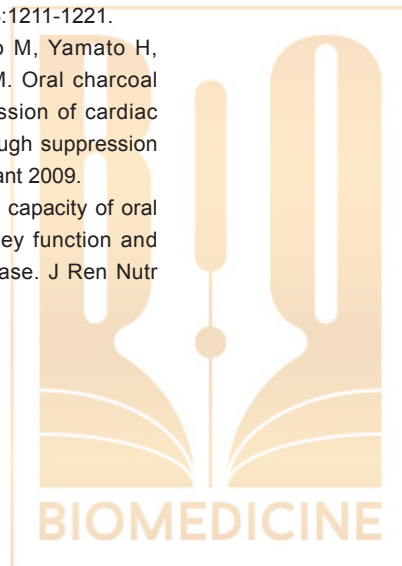 :1211-1221.
o M, Yamato H,
M. Oral charcoal
ssion of cardiac
ugh suppression
ant 2009.
capacity of oral
ey function and
ase. J Ren Nutr
BIO
BIOMEDICINE